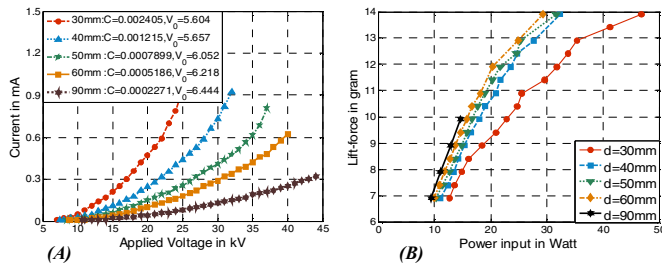 1.5
1.2
0.9
0.6
0.3
0
5 10 15 20 25 30 35 40 45
Current in mA
Applied Voltage in kV
30mm:C=0.002405,V0=5.604
40mm:C=0.001215,V0=5.657
50mm:C=0.0007899,V0=6.052
60mm:C=0.0005186,V0=6.218
90mm:C=0.0002271,V0=6.444
(A)
14
13
12
11
10
9
8
7
6
0 10 20 30 40 50
Lift-force in gram
Power input in Watt
d=30mm
d=40mm
d=50mm
d=60mm
d=90mm
(B)